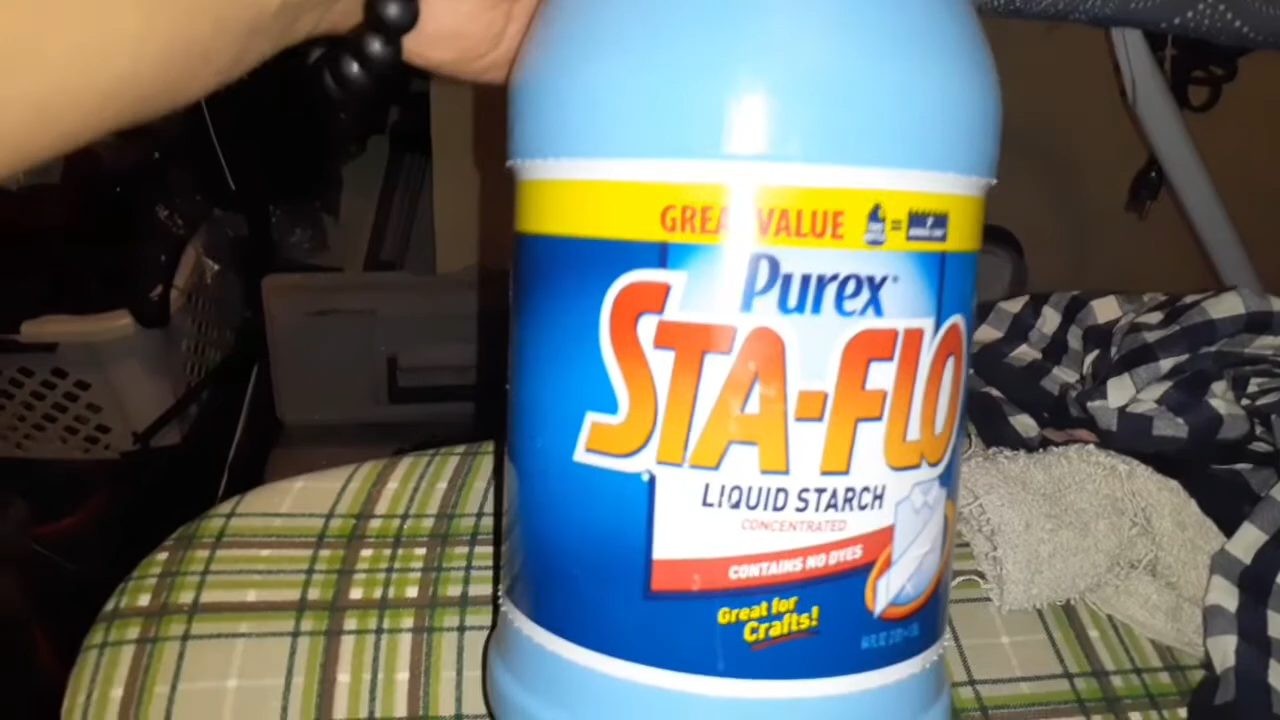 GREAT VALUE =
Purex
STA-FLO
LIQUID STARCH
CONCENTRATED
CONTAINS NO DYES
Great for
Crafts!